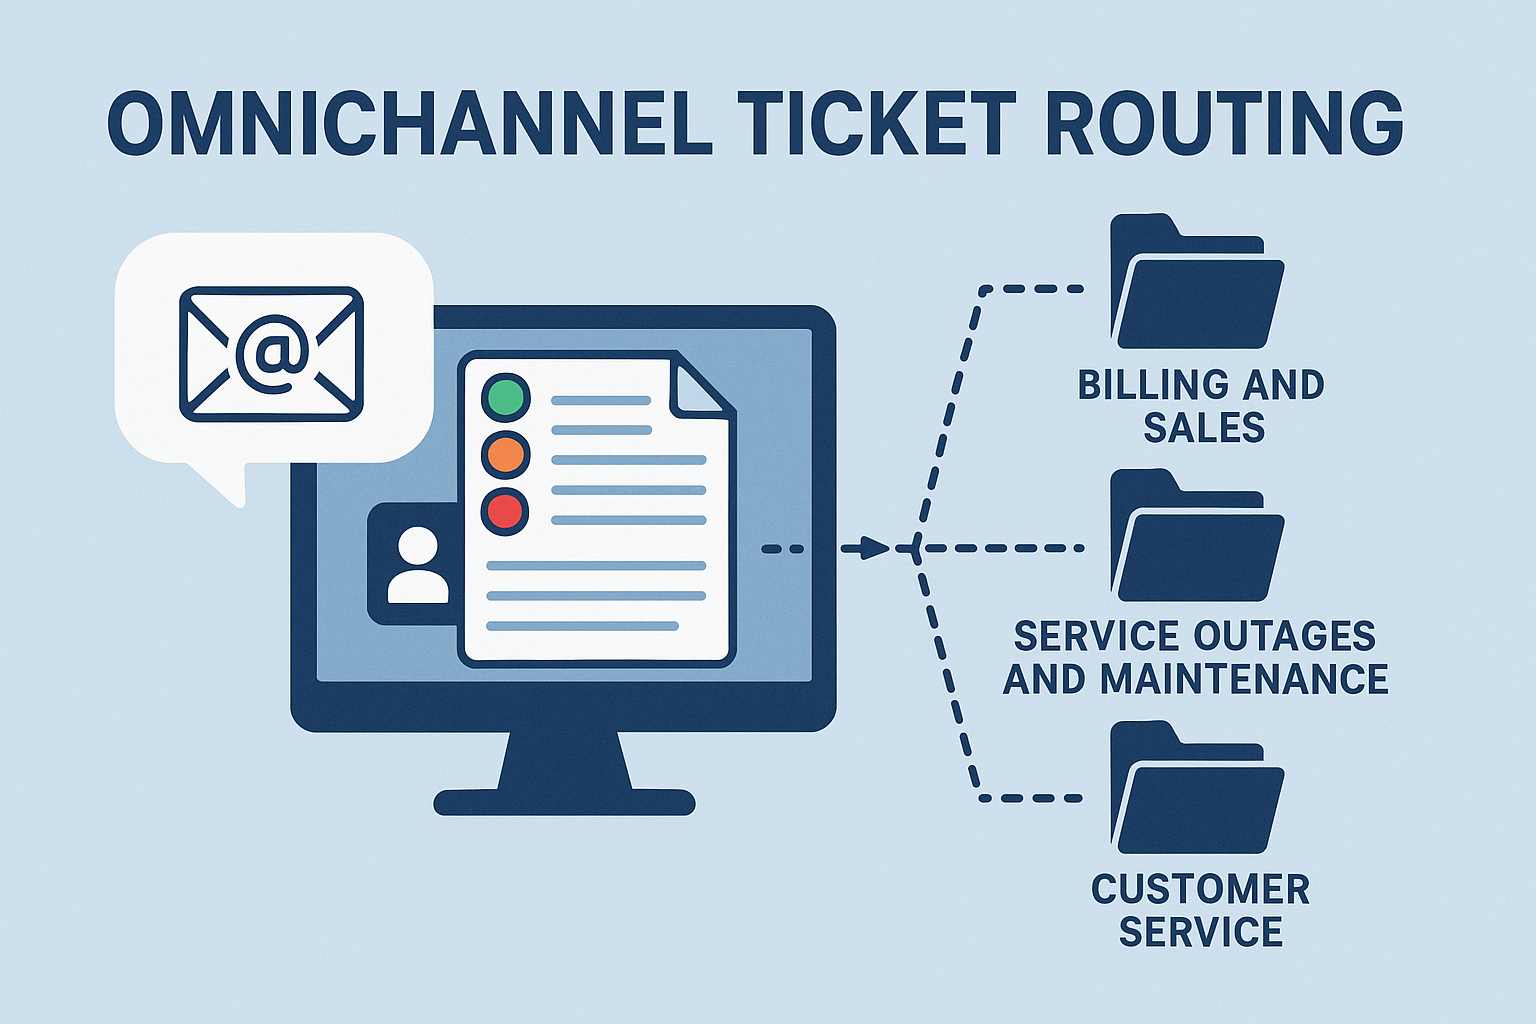 OMNICHANNEL TICKET ROUTING
@
BILLING AND
SALES
SERVICE OUTAGES
AND MAINTENANCE
CUSTOMER
SERVICE